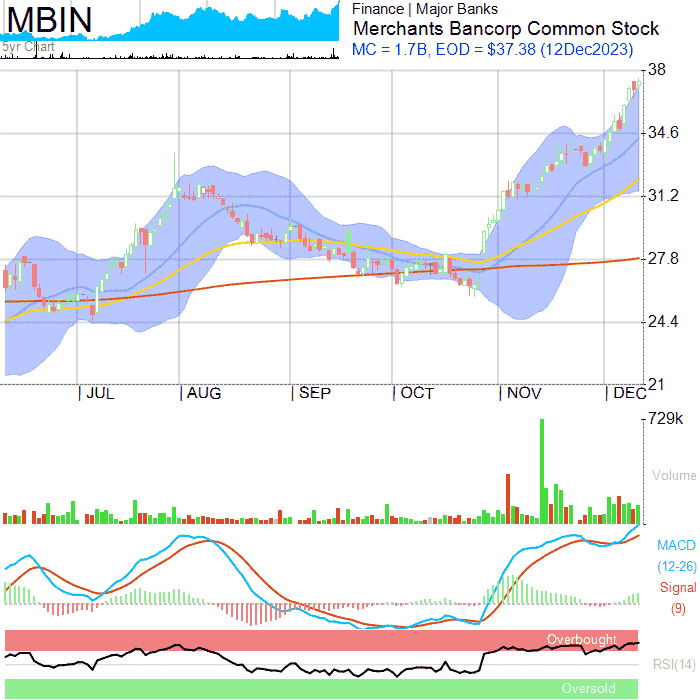 MBIN
5yr Chart
Finance | Major Banks
Merchants Bancorp Common Stock
MC = 1.7B, EOD = $37.38 (12Dec2023)
38
34.6
31.2
27.8
24.4
21
JUL AUG SEP OCT NOV DEC
729k
Volume
MACD
(12-26)
Signal
(9)
Overbought
RSI(14)
Oversold